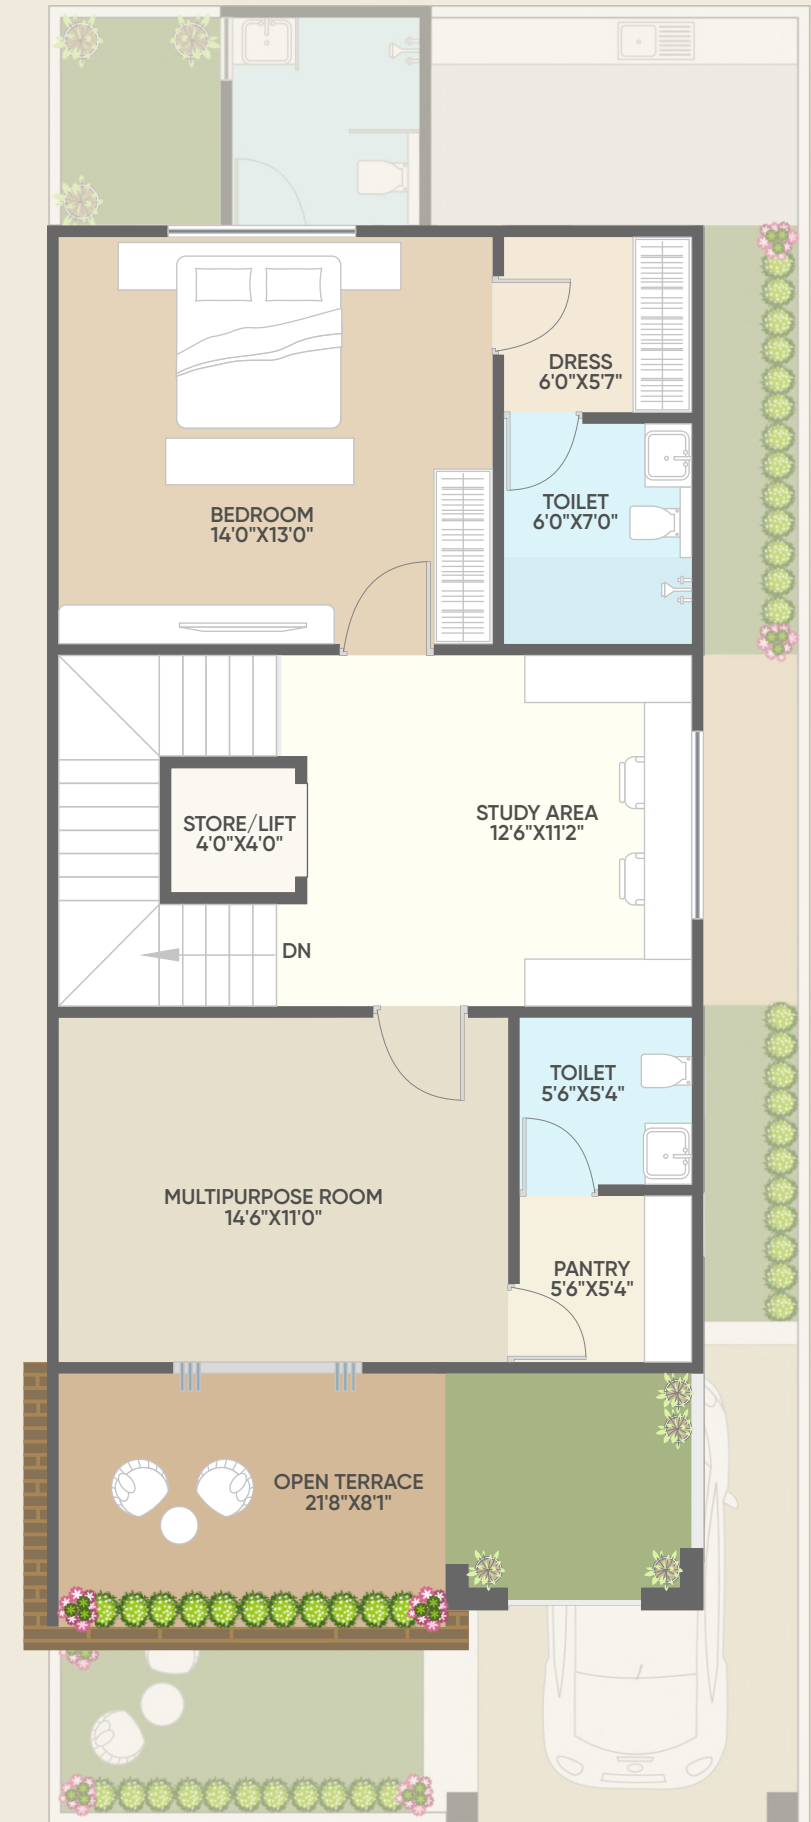 DRESS
6'0"X5'7"
TOILET
6'0"X7'0"
BEDROOM
14'0"X13'0"
STUDY AREA
12'6"X11'2"
STORE/LIFT
4'0"X4'0"
DN
TOILET
5'6"X5'4"
MULTIPURPOSE ROOM
14'6"X11'0"
PANTRY
5'6"X5'4"
OPEN TERRACE
21'8"X8'1"